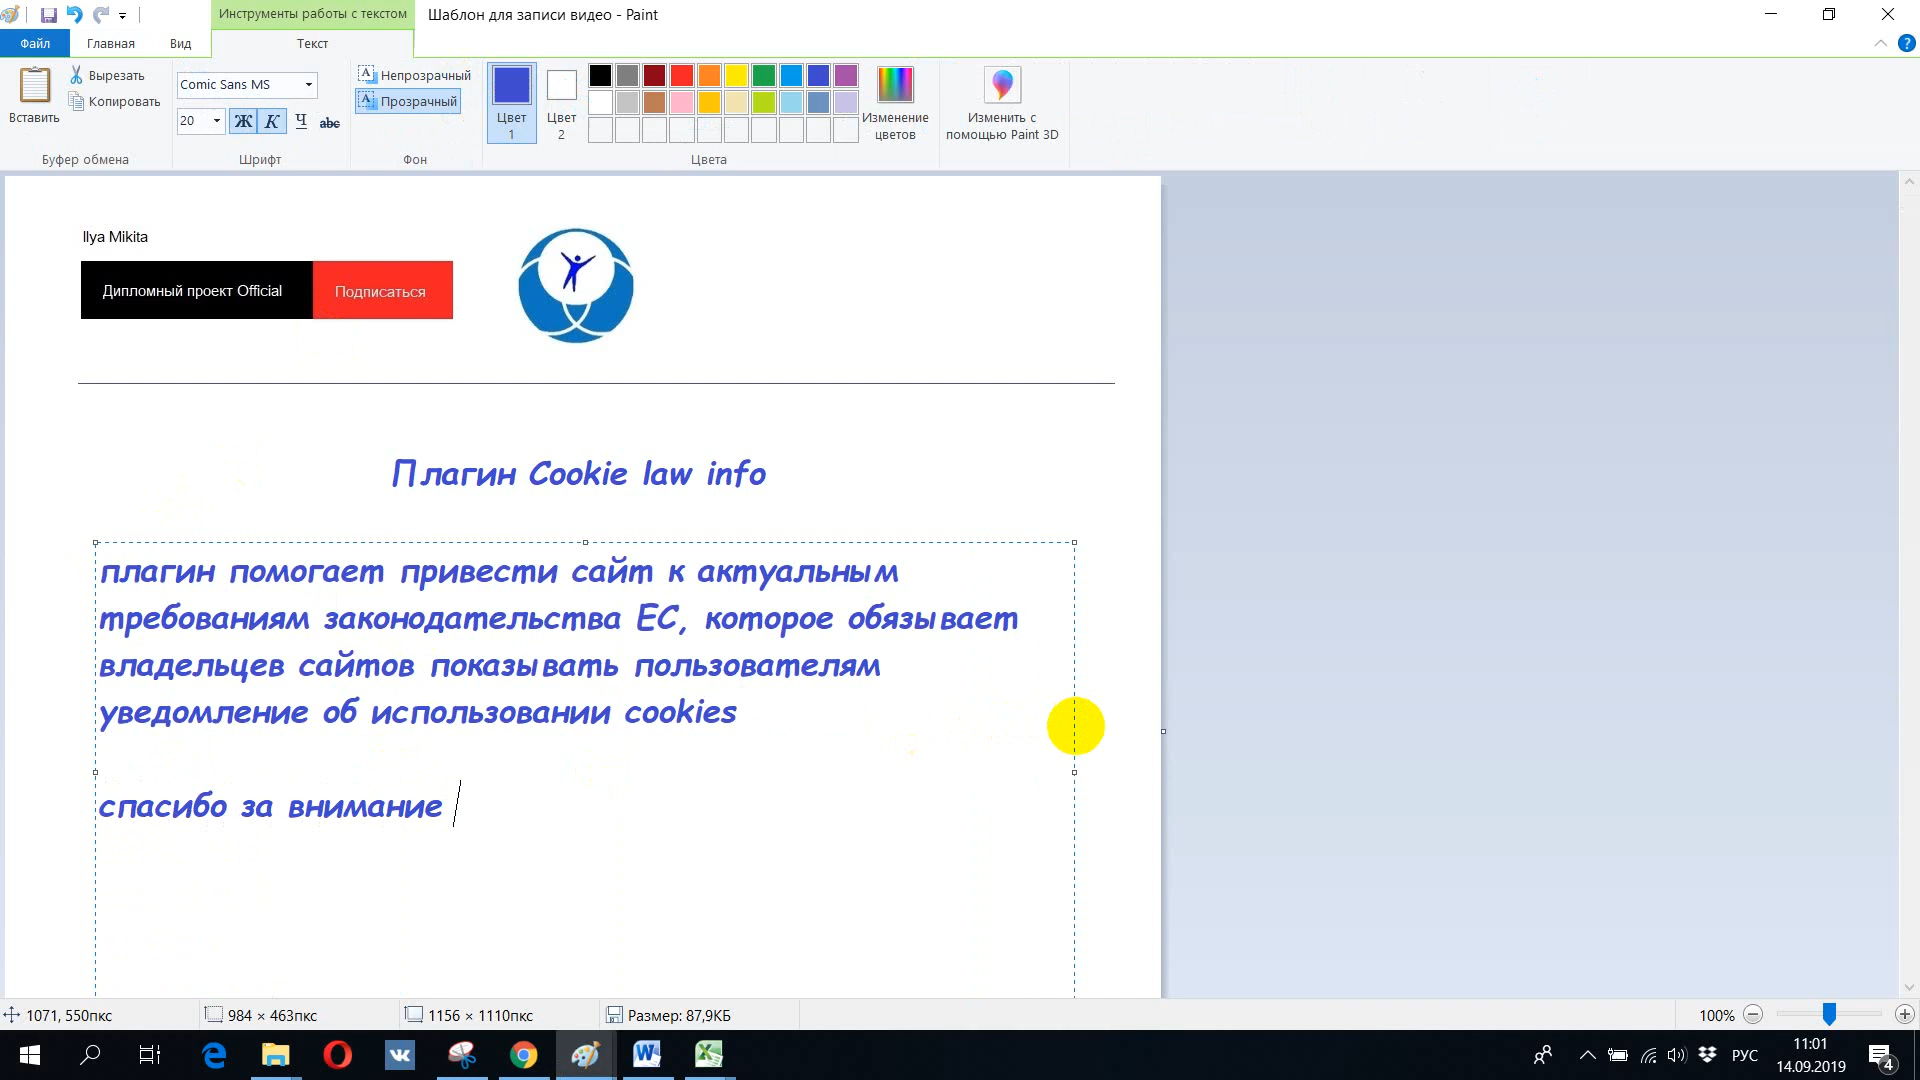 Инструменты работы с текстом
Шаблон для записи видео - Paint
Файл
Главная
Вид
Текст
Вставить
Вырезать
Копировать
Буфер обмена
Comic Sans MS
20
Ж К Ч abc
Шрифт
Непрозрачный
Прозрачный
Фон
Цвет 1
Цвет 2
Цвета
Изменение цветов
Изменить с помощью Paint 3D
Ilya Mikita
Дипломный проект Official
Подписаться
Плагин Cookie law info
плагин помогает привести сайт к актуальным
требованиям законодательства ЕС, которое обязывает
владельцев сайтов показывать пользователям
уведомление об использовании cookies
спасибо за внимание
1071, 550пкс
984 × 463пкс
1156 × 1110пкс
Размер: 87,9КБ
100%
РУС
11:01
14.09.2019
4